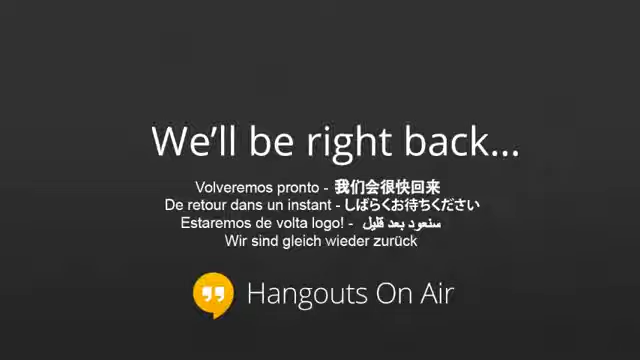 We'll be right back...
Volveremos pronto - 我们会很快回来
De retour dans un instant - しばらくお待ちください
Estaremos de volta logo! - سنعود بعد قليل
Wir sind gleich wieder zurück
Hangouts On Air